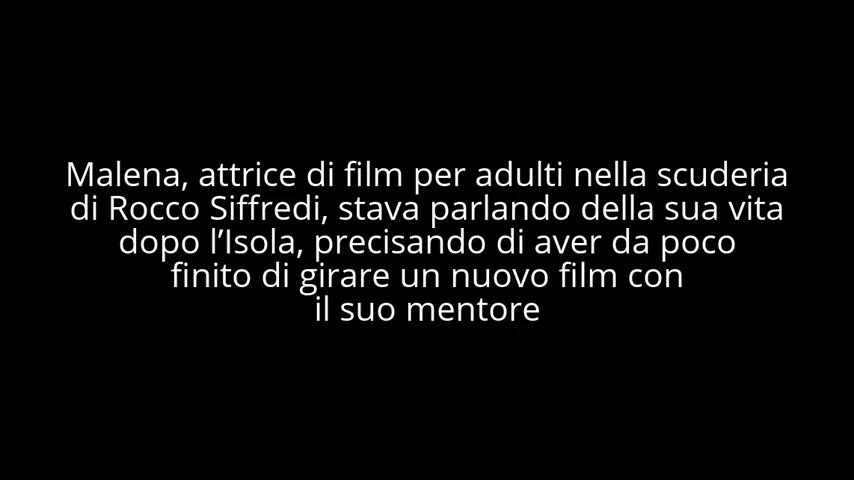 Malena, attrice di film per adulti nella scuderia
di Rocco Siffredi, stava parlando della sua vita
dopo l’Isola, precisando di aver da poco
finito di girare un nuovo film con
il suo mentore